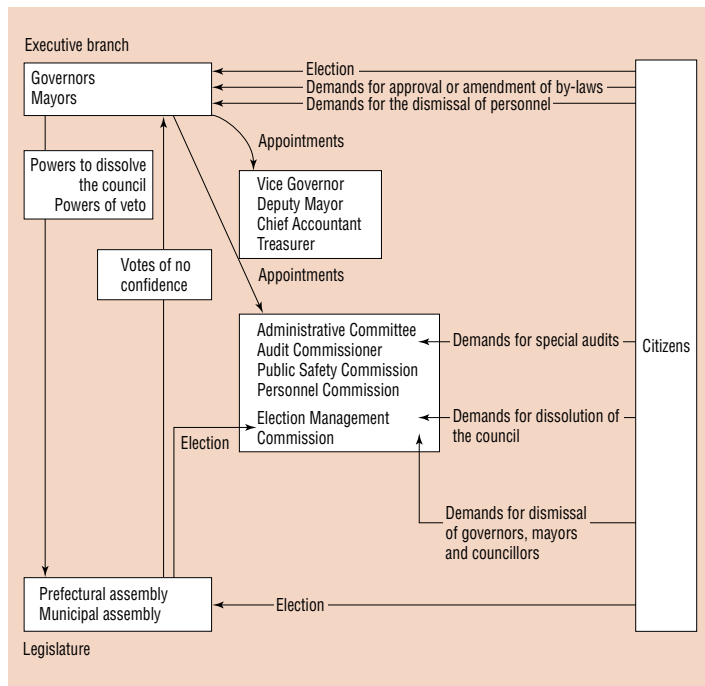 Executive branch
Governors
Mayors
Election
Demands for approval or amendment of by-laws
Demands for the dismissal of personnel
Appointments
Powers to dissolve
the council
Powers of veto
Vice Governor
Deputy Mayor
Chief Accountant
Treasurer
Votes of no
confidence
Appointments
Administrative Committee
Audit Commissioner
Public Safety Commission
Personnel Commission
Election Management
Commission
Demands for special audits
Citizens
Demands for dissolution of
the council
Election
Demands for dismissal
of governors, mayors
and councillors
Prefectural assembly
Municipal assembly
Election
Legislature